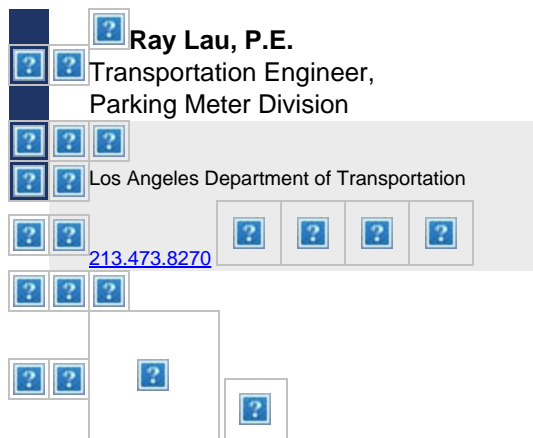 Ray Lau, P.E.
Transportation Engineer,
Parking Meter Division
Los Angeles Department of Transportation
213.473.8270